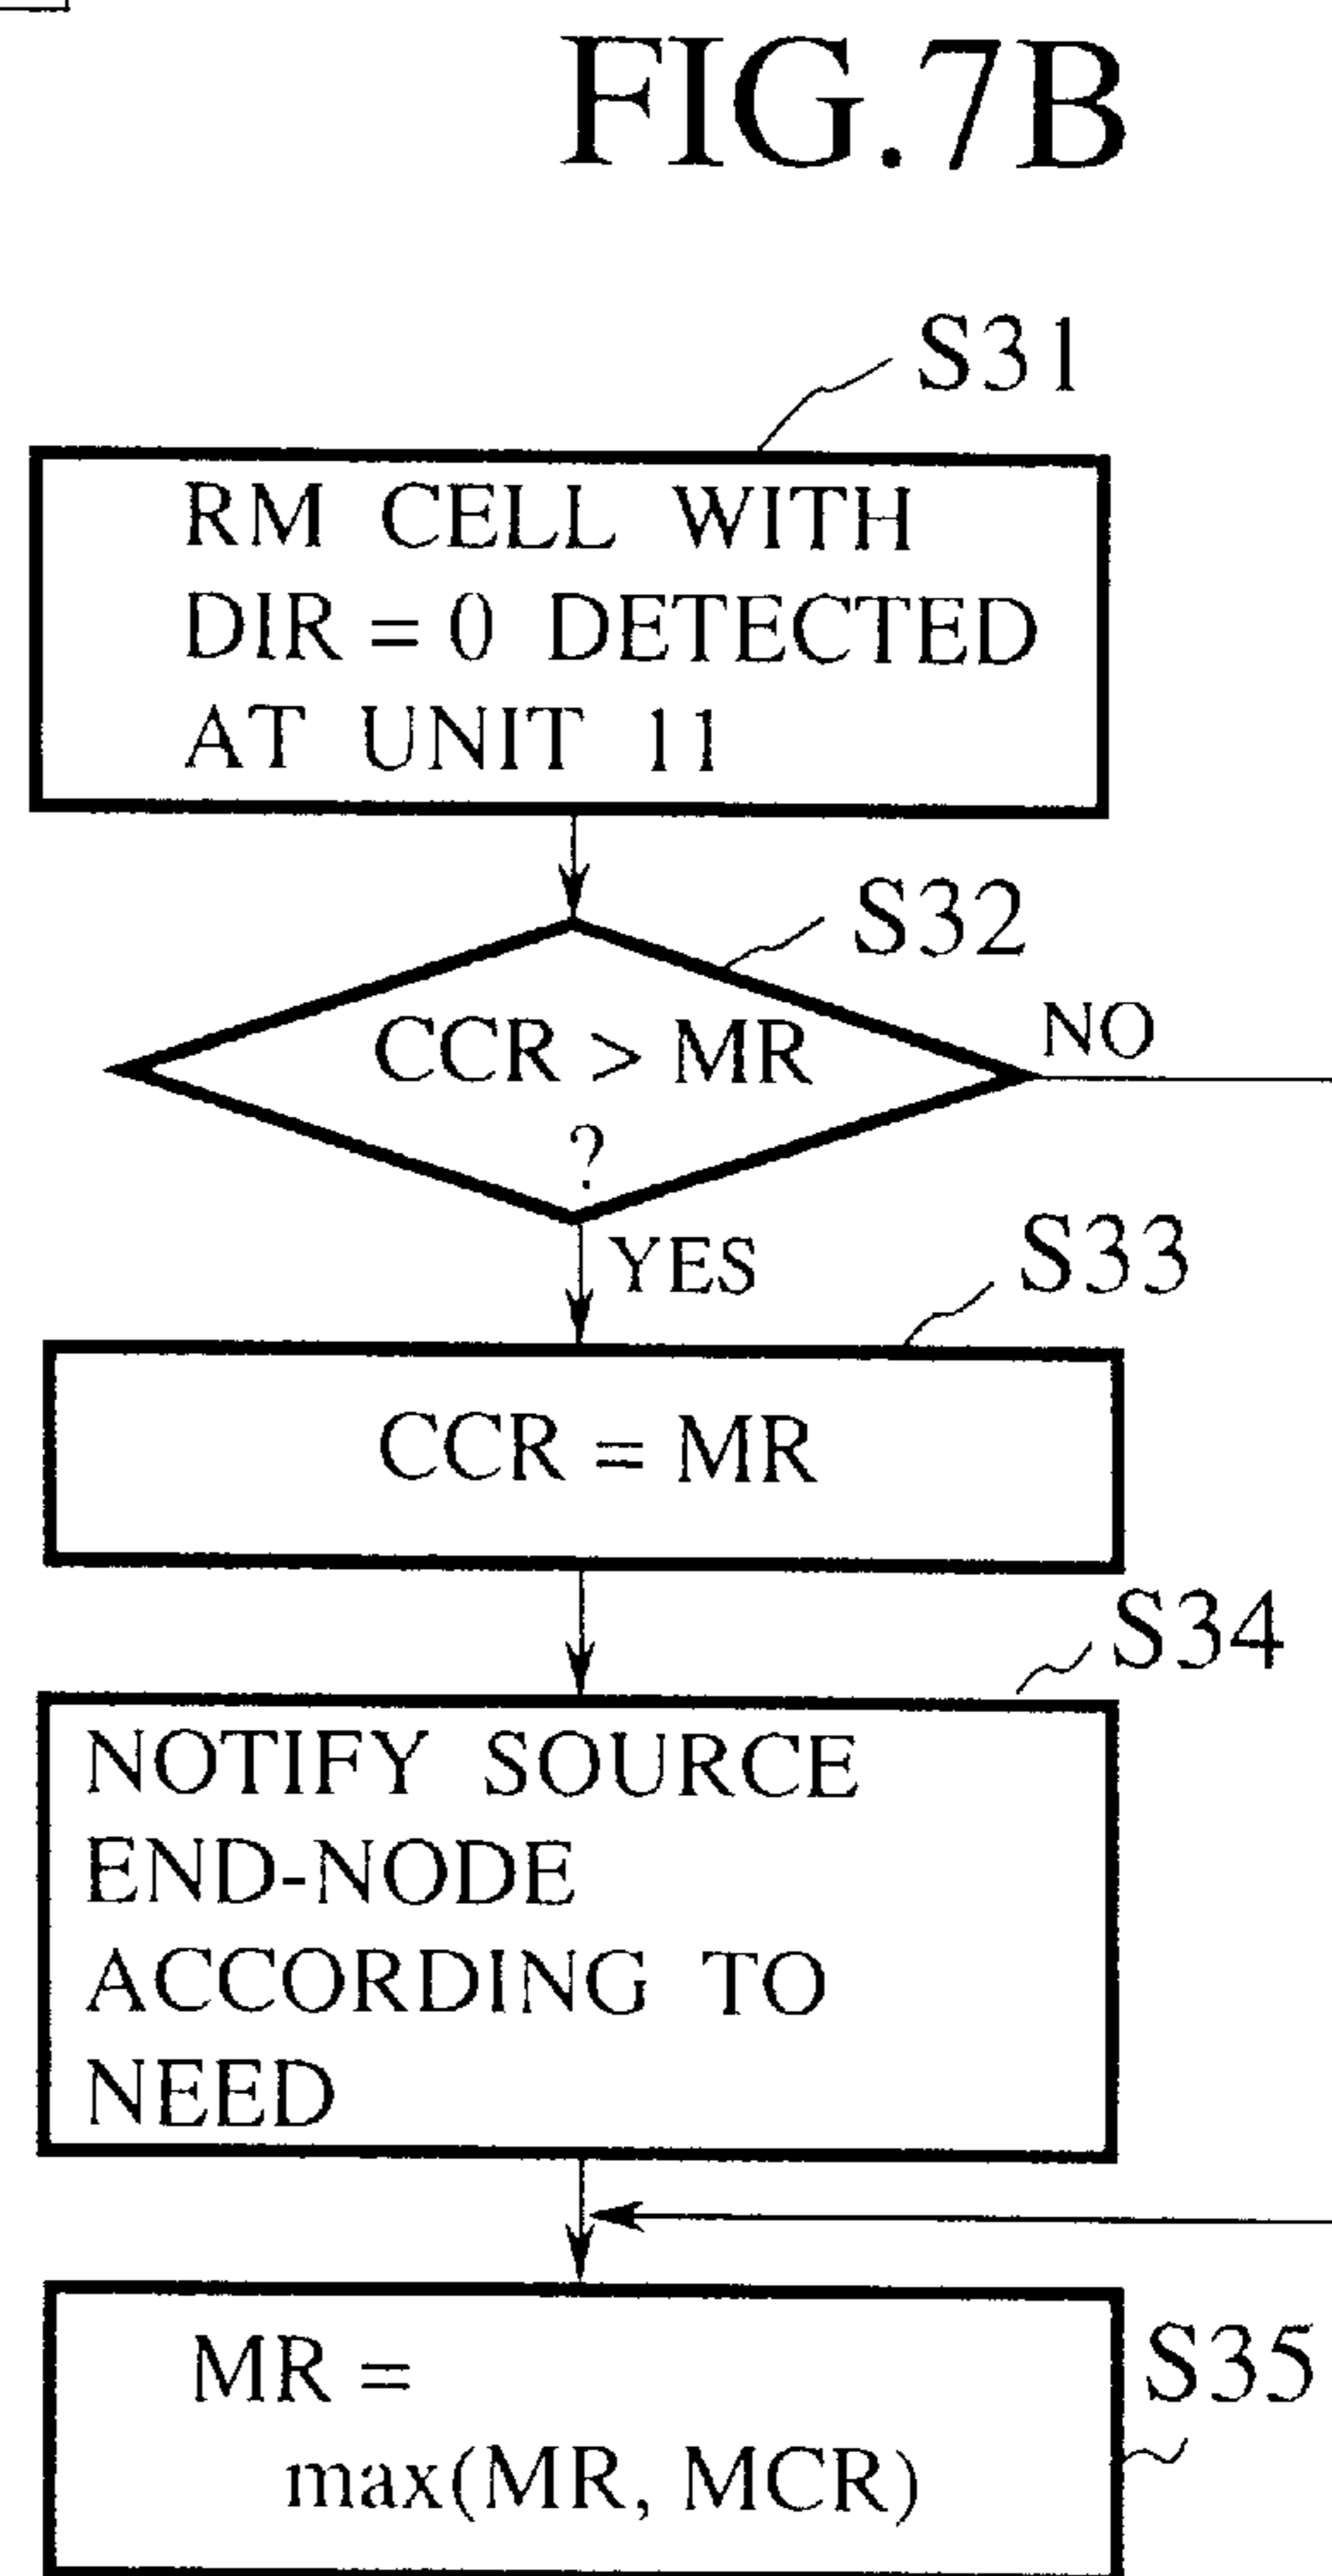 FIG.7B
S31
RM CELL WITH
DIR = 0 DETECTED
AT UNIT 11
S32
CCR > MR
?
NO
YES
S33
CCR = MR
S34
NOTIFY SOURCE
END-NODE
ACCORDING TO
NEED
MR =
max(MR, MCR)
S35